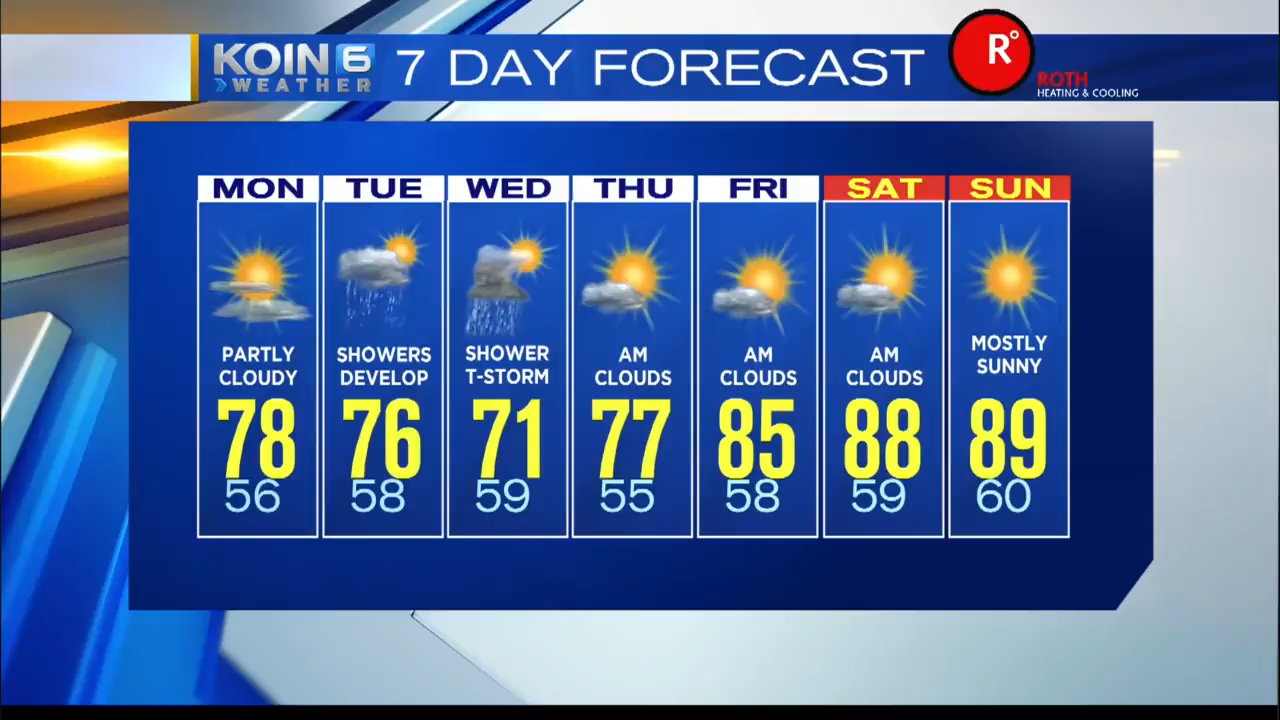 KOIN 6
WEATHER
7 DAY FORECAST
R°
ROTH
HEATING & COOLING
MON
PARTLY
CLOUDY
78
56
TUE
SHOWERS
DEVELOP
76
58
WED
SHOWER
T-STORM
71
59
THU
AM
CLOUDS
77
55
FRI
AM
CLOUDS
85
58
SAT
AM
CLOUDS
88
59
SUN
MOSTLY
SUNNY
89
60